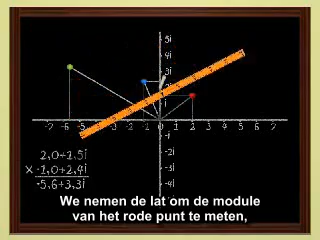 5i
4i
3i
2i
i
-7 -6 -5 -4 -3 -2 -1 0 1 2 3 4 5 6 7
-i
-2i
-3i
-4i
2,0+1,5i
×-1,0+2,4i
-5,6+3,3i
We nemen de lat om de module
van het rode punt te meten,